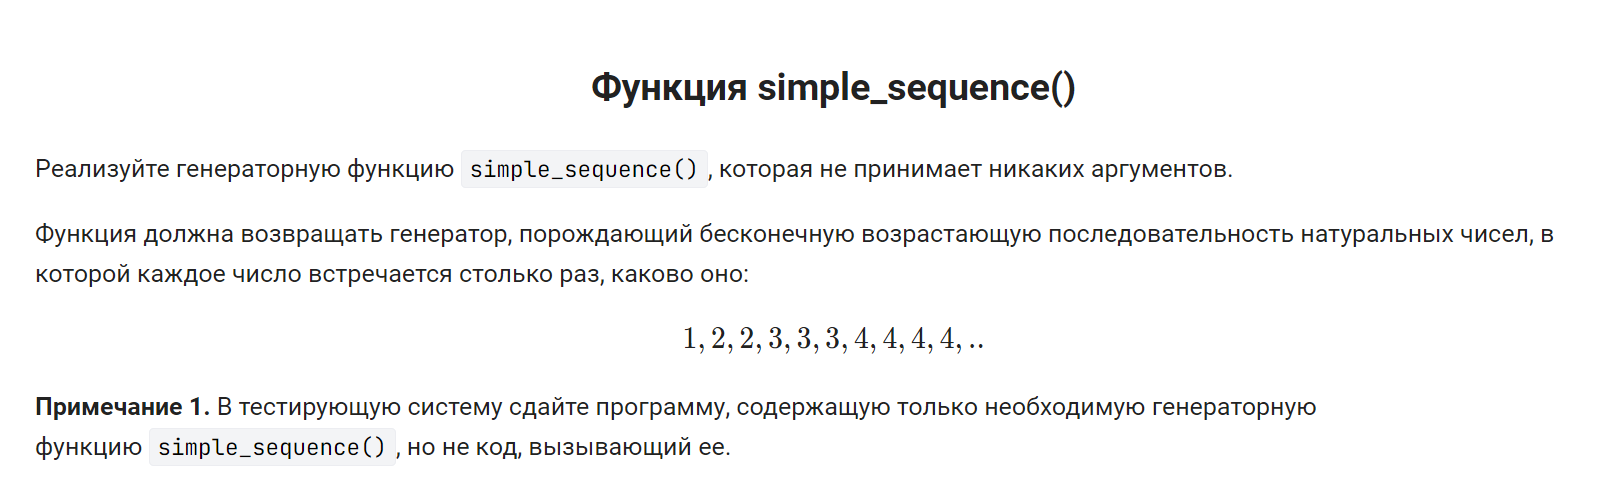 Функция simple_sequence()
Реализуйте генераторную функцию simple_sequence(), которая не принимает никаких аргументов.
Функция должна возвращать генератор, порождающий бесконечную возрастающую последовательность натуральных чисел, в
которой каждое число встречается столько раз, каково оно:
1, 2, 2, 3, 3, 3, 4, 4, 4, 4, ..
Примечание 1. В тестирующую систему сдайте программу, содержащую только необходимую генераторную
функцию simple_sequence(), но не код, вызывающий ее.